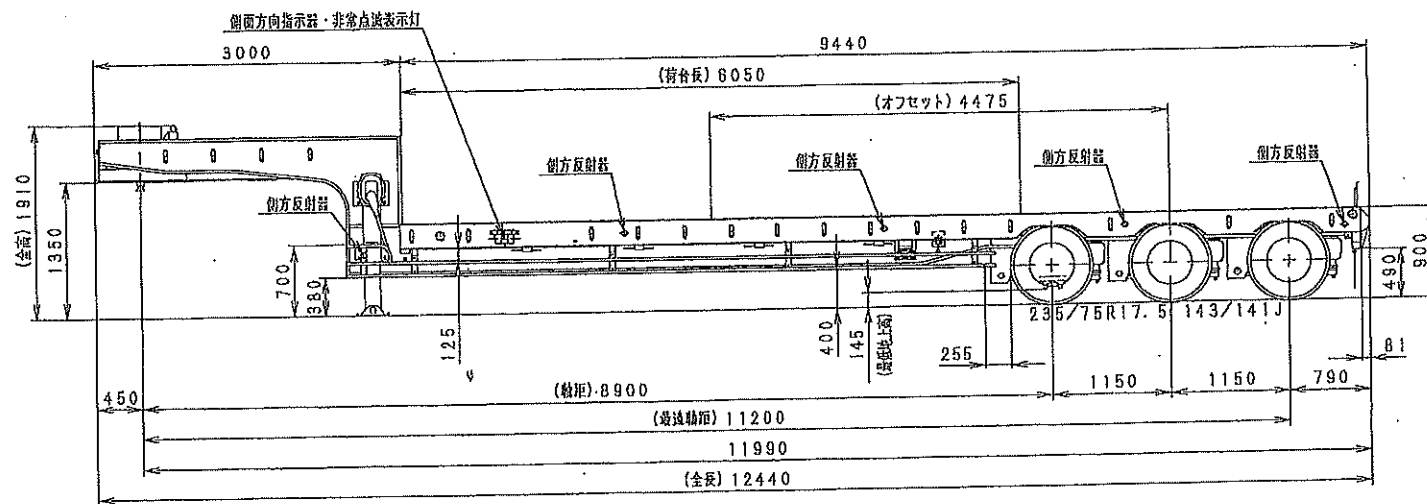 側面方向指示器・非常点滅表示灯
3000
9440
(荷台長) 6050
(オフセット) 4475
側方反射器
側方反射器
側方反射器
側方反射器
側方反射器
(全高) 1910
1350
700
380
125
400
145
(最低地上高)
255
235/75R17.5 143/141J
900
490
81
450
(軸距) 8900
1150
1150
790
(最遠軸距) 11200
11990
(全長) 12440